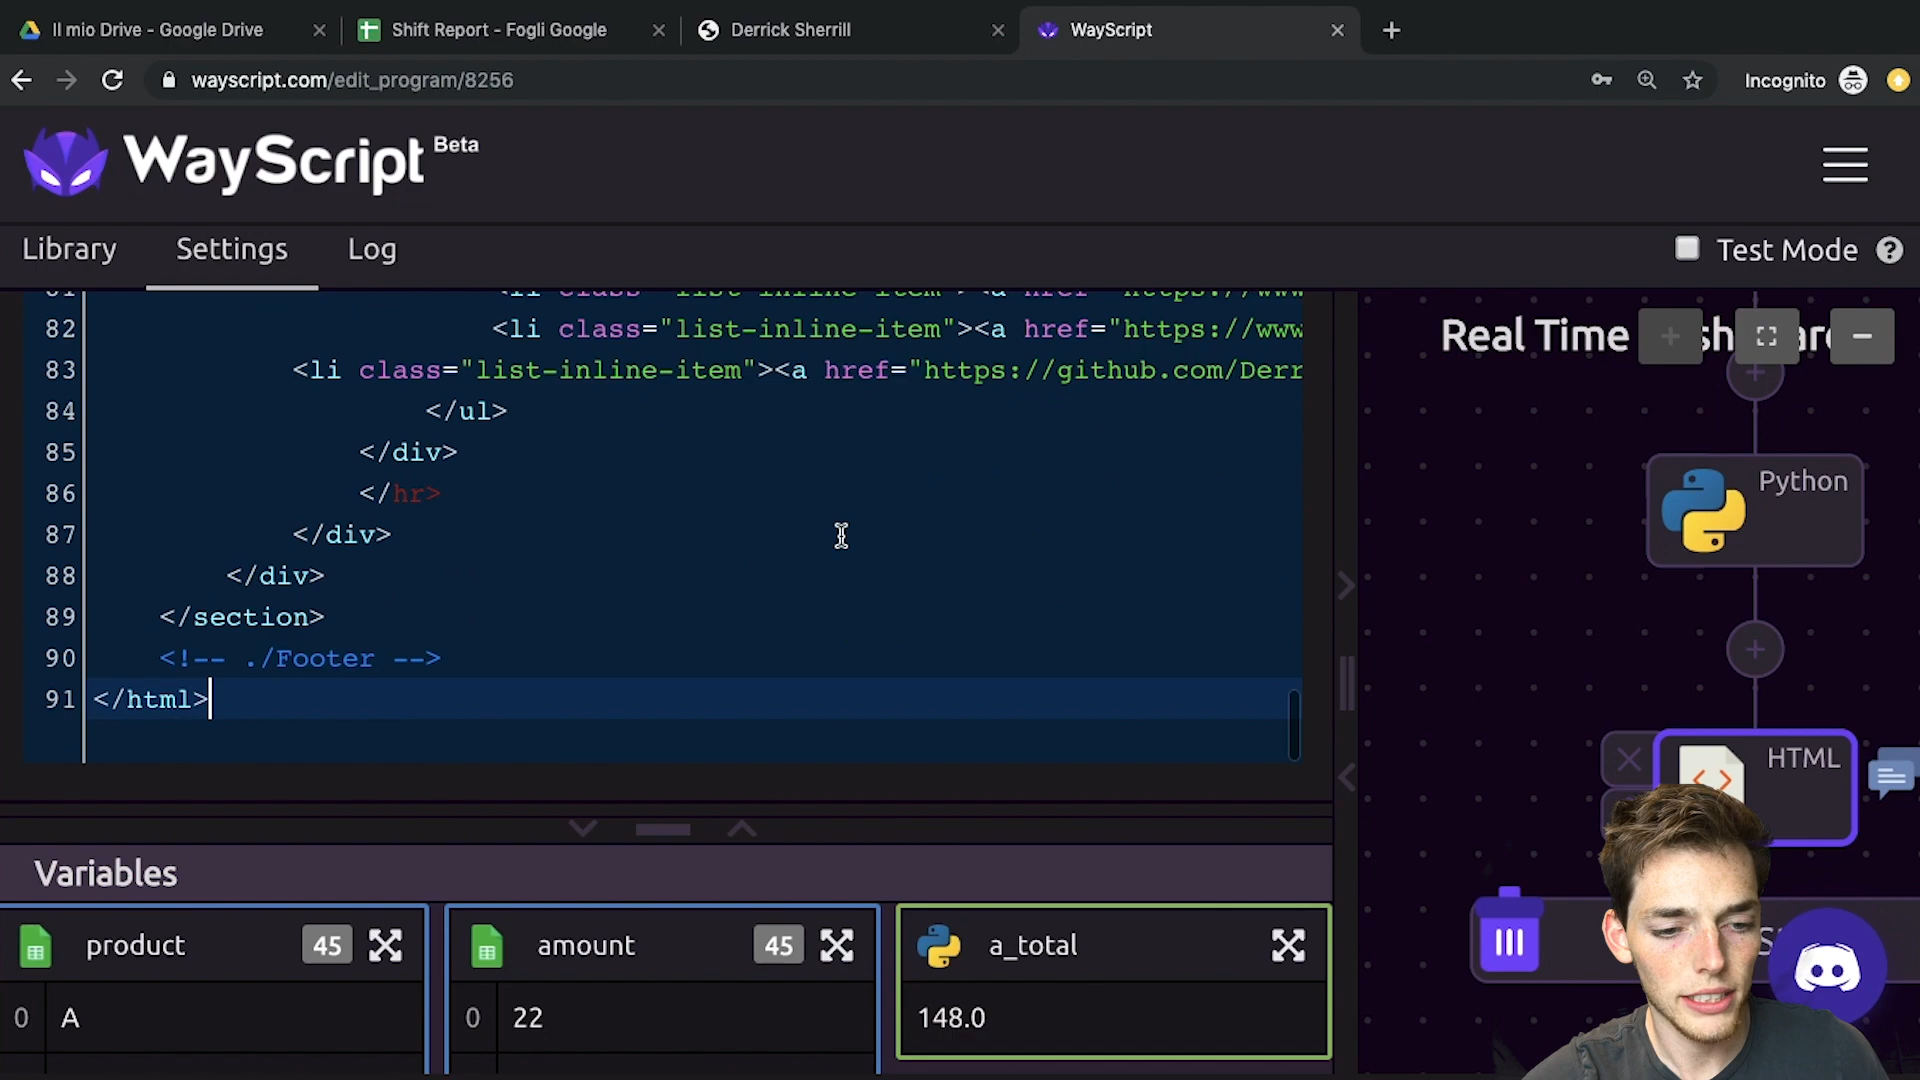 Il mio Drive - Google Drive
Shift Report - Fogli Google
Derrick Sherrill
WayScript
wayscript.com/edit_program/8256
Incognito
WayScript Beta
Library
Settings
Log
Test Mode
82 <li class="list-inline-item"><a href="https://www
83 <li class="list-inline-item"><a href="https://github.com/Derr
84 </ul>
85 </div>
86 </hr>
87 </div>
88 </div>
89 </section>
90 <!-- ./Footer -->
91 </html>
Real Time
Python
HTML
Variables
product 45
amount 45
a_total
0 A
0 22
148.0